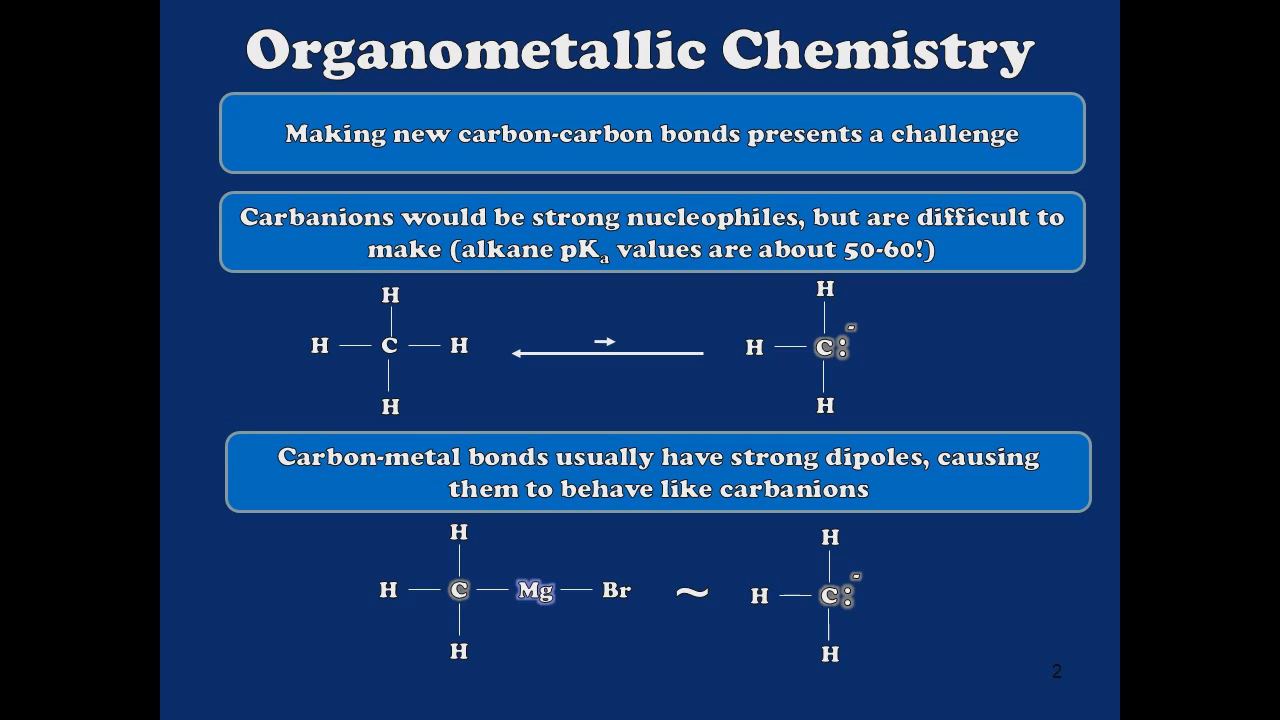 Organometallic Chemistry
Making new carbon-carbon bonds presents a challenge
Carbanions would be strong nucleophiles, but are difficult to
make (alkane pKₐ values are about 50-60!)
H H
H C H H C:-
H H
Carbon-metal bonds usually have strong dipoles, causing
them to behave like carbanions
H H
H C Mg Br ~ H C:-
H H
2